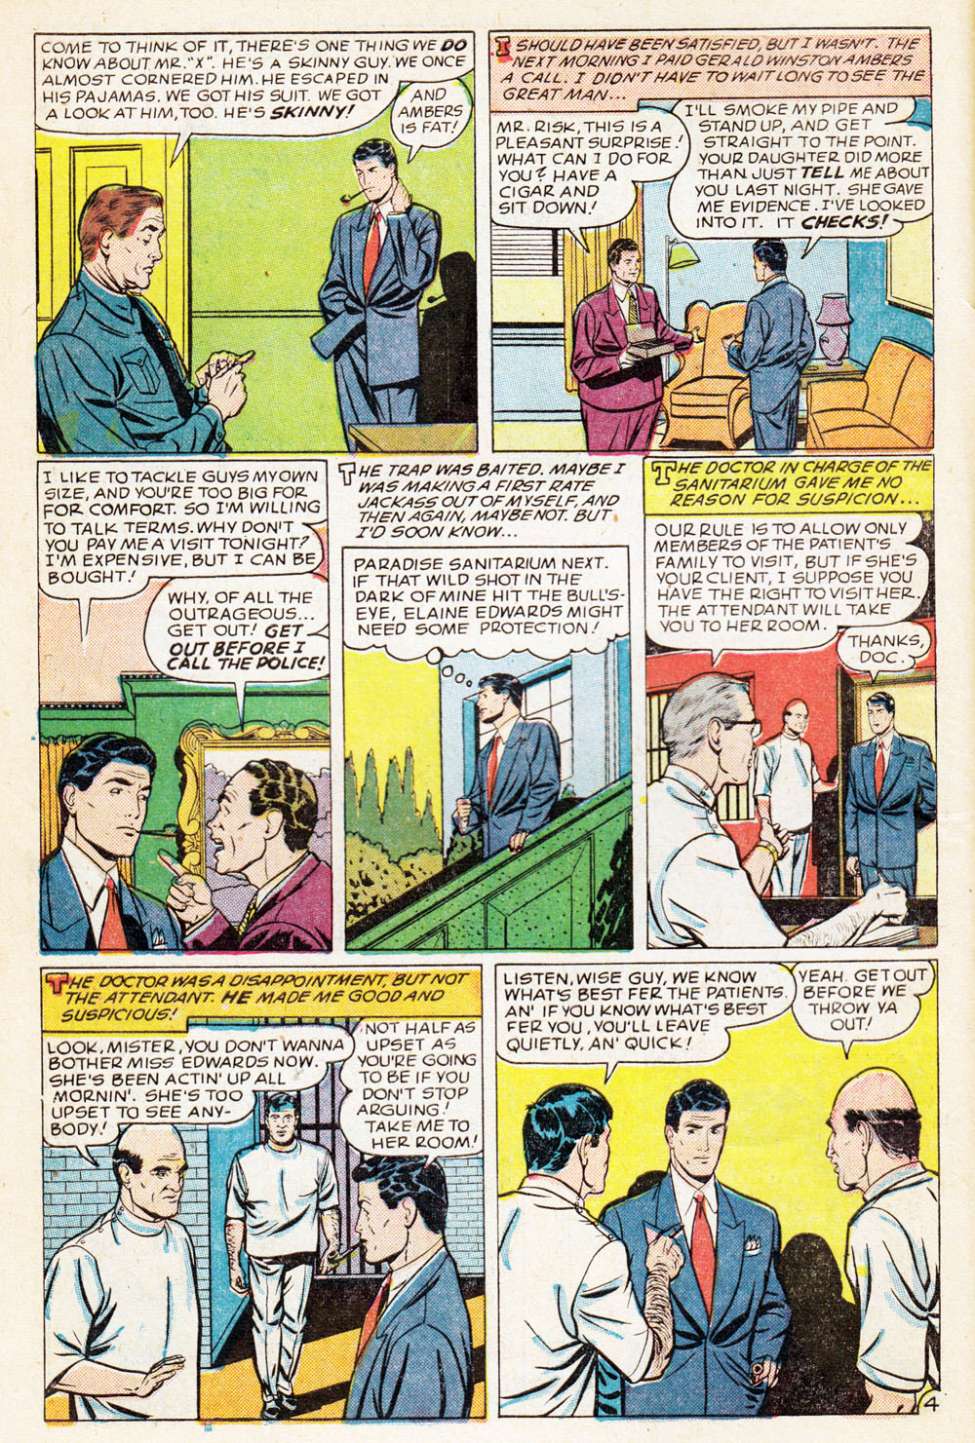 COME TO THINK OF IT, THERE'S ONE THING WE DO
KNOW ABOUT MR. "X". HE'S A SKINNY GUY. WE ONCE
ALMOST CORNERED HIM. HE ESCAPED IN
HIS PAJAMAS. WE GOT HIS SUIT. WE GOT
A LOOK AT HIM, TOO. HE'S SKINNY!
AND
AMBERS
IS FAT!
I SHOULD HAVE BEEN SATISFIED, BUT I WASN'T. THE
NEXT MORNING I PAID GERALD WINSTON AMBERS
A CALL. I DIDN'T HAVE TO WAIT LONG TO SEE THE
GREAT MAN...
MR. RISK, THIS IS A
PLEASANT SURPRISE!
WHAT CAN I DO FOR
YOU? HAVE A
CIGAR AND
SIT DOWN!
I'LL SMOKE MY PIPE AND
STAND UP, AND GET
STRAIGHT TO THE POINT.
YOUR DAUGHTER DID MORE
THAN JUST TELL ME ABOUT
YOU LAST NIGHT. SHE GAVE
ME EVIDENCE. I'VE LOOKED
INTO IT. IT CHECKS!
I LIKE TO TACKLE GUYS MY OWN
SIZE, AND YOU'RE TOO BIG FOR
FOR COMFORT. SO I'M WILLING
TO TALK TERMS. WHY DON'T
YOU PAY ME A VISIT TONIGHT?
I'M EXPENSIVE, BUT I CAN BE
BOUGHT!
WHY, OF ALL THE
OUTRAGEOUS...
GET OUT! GET
OUT BEFORE I
CALL THE POLICE!
THE TRAP WAS BAITED. MAYBE I
WAS MAKING A FIRST RATE
JACKASS OUT OF MYSELF, AND
THEN AGAIN, MAYBE NOT. BUT
I'D SOON KNOW...
PARADISE SANITARIUM NEXT.
IF THAT WILD SHOT IN THE
DARK OF MINE HIT THE BULL'S-
EYE, ELAINE EDWARDS MIGHT
NEED SOME PROTECTION!
THE DOCTOR IN CHARGE OF THE
SANITARIUM GAVE ME NO
REASON FOR SUSPICION...
OUR RULE IS TO ALLOW ONLY
MEMBERS OF THE PATIENT'S
FAMILY TO VISIT, BUT IF SHE'S
YOUR CLIENT, I SUPPOSE YOU
HAVE THE RIGHT TO VISIT HER.
THE ATTENDANT WILL TAKE
YOU TO HER ROOM.
THANKS,
DOC.
THE DOCTOR WAS A DISAPPOINTMENT, BUT NOT
THE ATTENDANT. HE MADE ME GOOD AND
SUSPICIOUS!
LOOK, MISTER, YOU DON'T WANNA
BOTHER MISS EDWARDS NOW.
SHE'S BEEN ACTIN' UP ALL
MORNIN'. SHE'S TOO
UPSET TO SEE ANY-
BODY!
NOT HALF AS
UPSET AS
YOU'RE GOING
TO BE IF YOU
DON'T STOP
ARGUING!
TAKE ME TO
HER ROOM!
LISTEN, WISE GUY, WE KNOW
WHAT'S BEST FER THE PATIENTS.
AN' IF YOU KNOW WHAT'S BEST
FER YOU, YOU'LL LEAVE
QUIETLY, AN' QUICK!
YEAH. GET OUT
BEFORE WE
THROW YA
OUT!
4